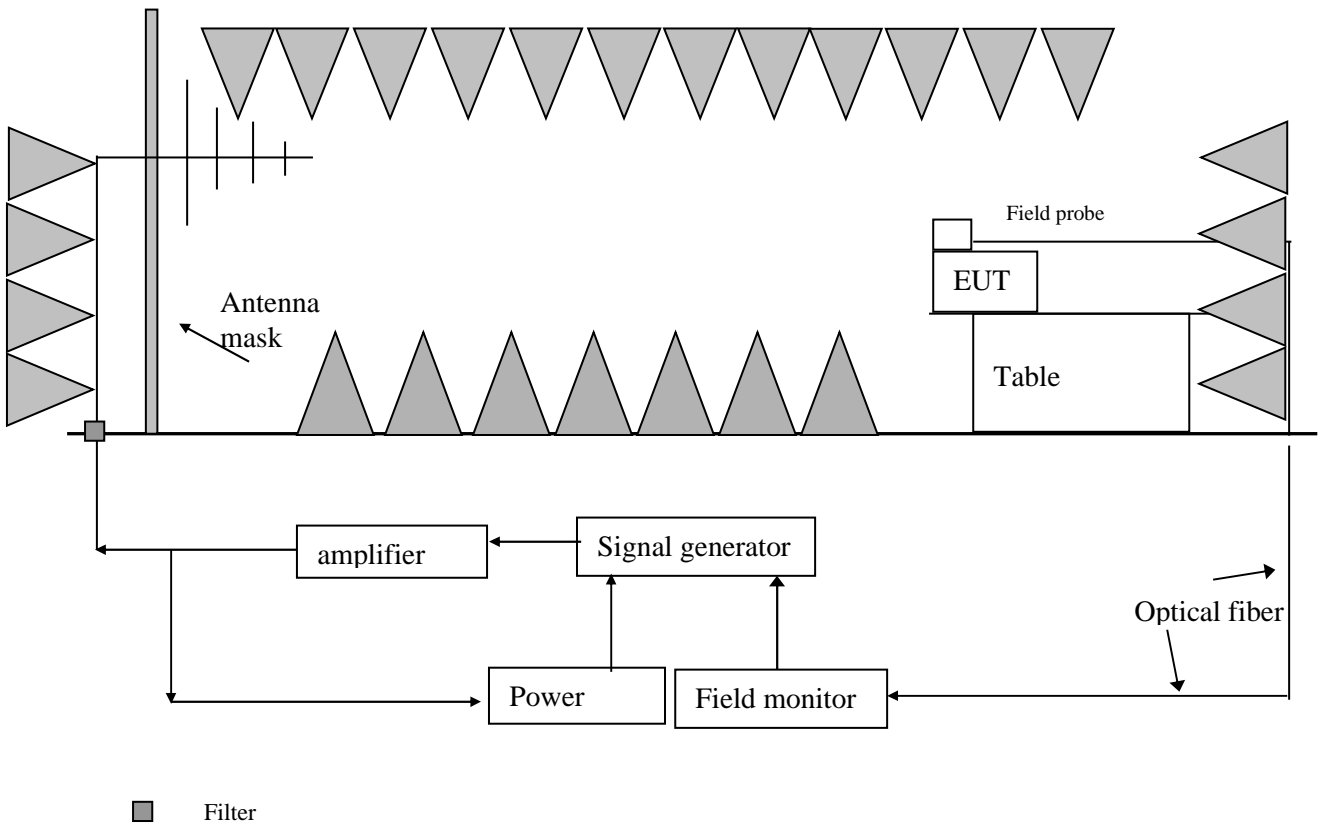 Field probe
EUT
Antenna
mask
Table
Signal generator
amplifier
Optical fiber
Power
Field monitor
Filter